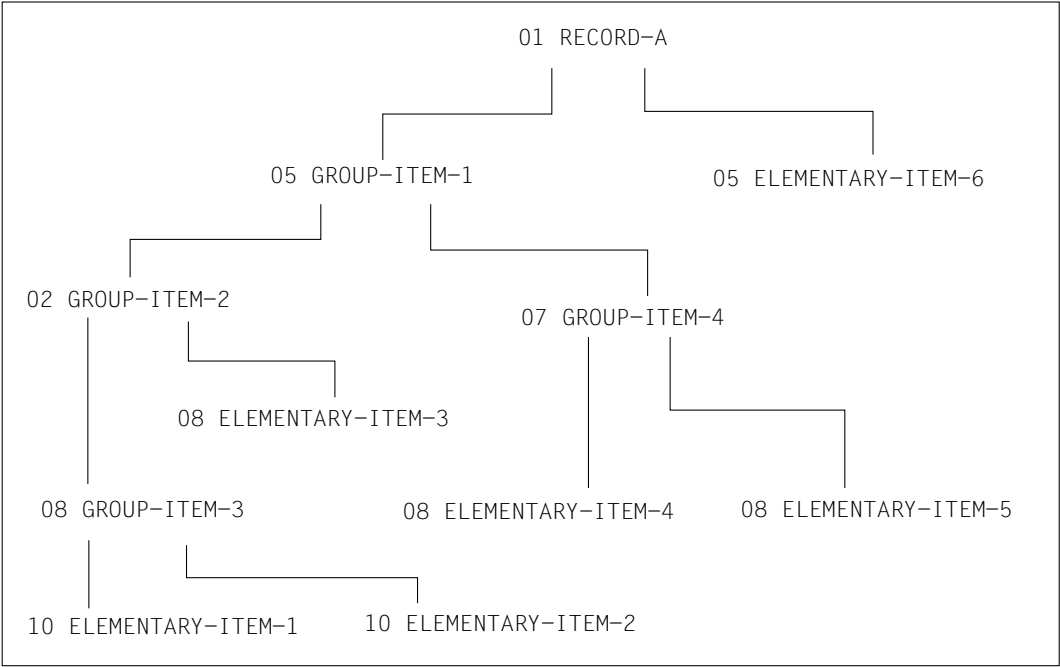 01 RECORD-A
05 GROUP-ITEM-1
05 ELEMENTARY-ITEM-6
02 GROUP-ITEM-2
07 GROUP-ITEM-4
08 ELEMENTARY-ITEM-3
08 GROUP-ITEM-3
08 ELEMENTARY-ITEM-4
08 ELEMENTARY-ITEM-5
10 ELEMENTARY-ITEM-1
10 ELEMENTARY-ITEM-2